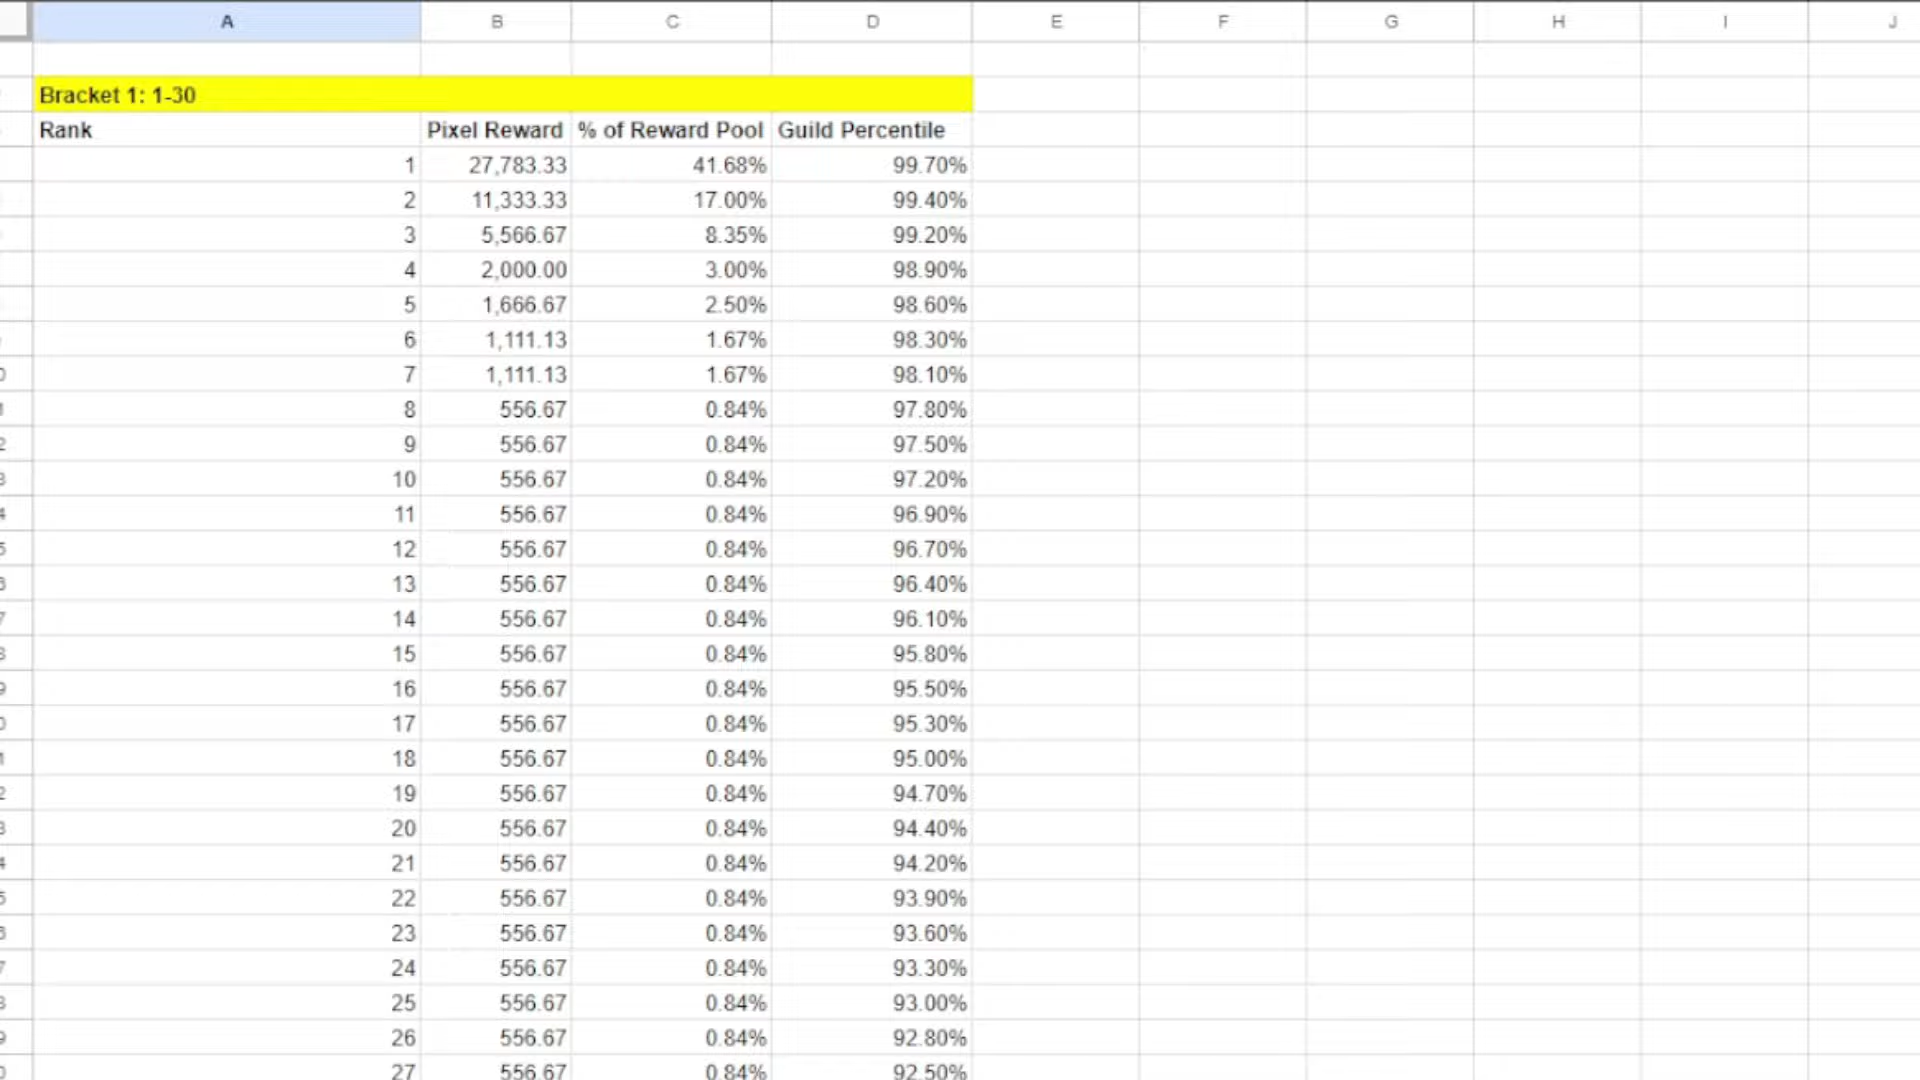 A B C D E F G H I J
Bracket 1: 1-30
Rank Pixel Reward % of Reward Pool Guild Percentile
1 27,783.33 41.68% 99.70%
2 11,333.33 17.00% 99.40%
3 5,566.67 8.35% 99.20%
4 2,000.00 3.00% 98.90%
5 1,666.67 2.50% 98.60%
6 1,111.13 1.67% 98.30%
7 1,111.13 1.67% 98.10%
8 556.67 0.84% 97.80%
9 556.67 0.84% 97.50%
10 556.67 0.84% 97.20%
11 556.67 0.84% 96.90%
12 556.67 0.84% 96.70%
13 556.67 0.84% 96.40%
14 556.67 0.84% 96.10%
15 556.67 0.84% 95.80%
16 556.67 0.84% 95.50%
17 556.67 0.84% 95.30%
18 556.67 0.84% 95.00%
19 556.67 0.84% 94.70%
20 556.67 0.84% 94.40%
21 556.67 0.84% 94.20%
22 556.67 0.84% 93.90%
23 556.67 0.84% 93.60%
24 556.67 0.84% 93.30%
25 556.67 0.84% 93.00%
26 556.67 0.84% 92.80%
27 556.67 0.84% 92.50%